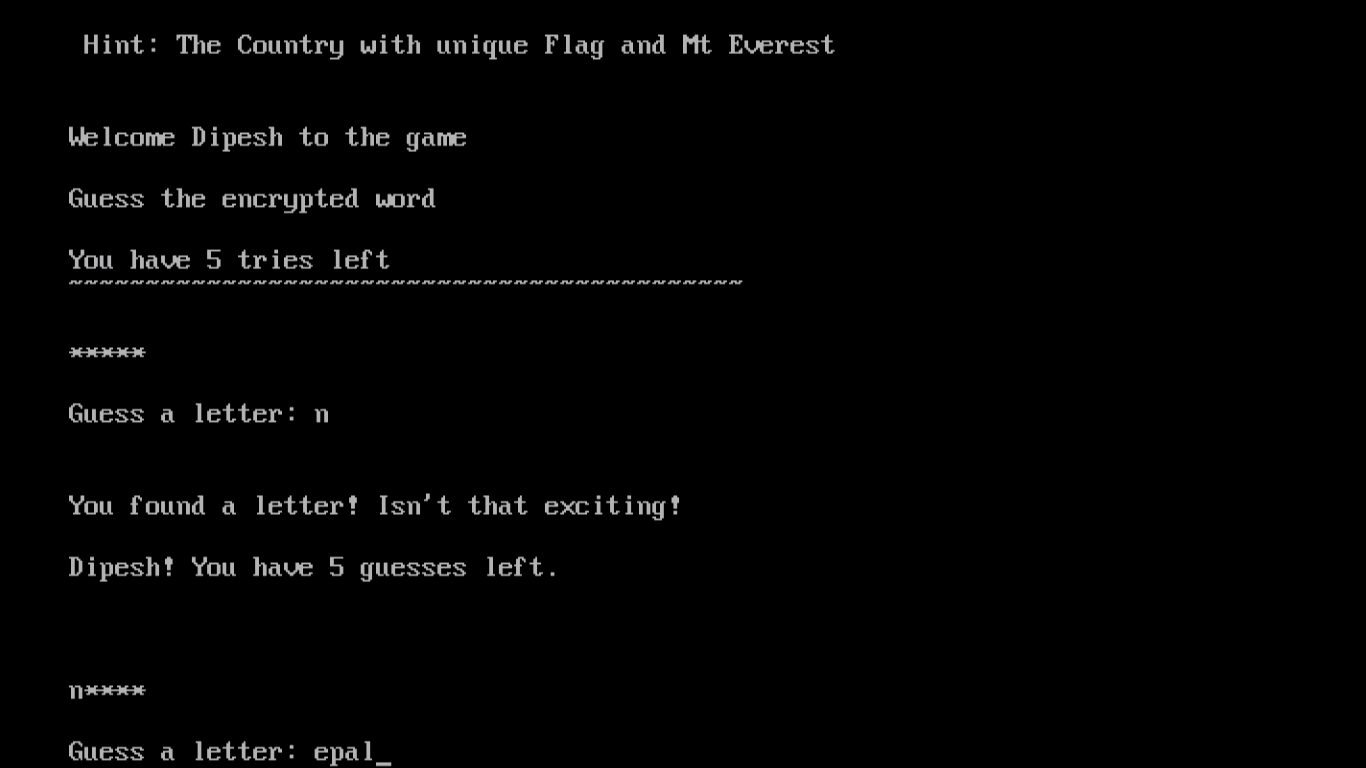 Hint: The Country with unique Flag and Mt Everest
Welcome Dipesh to the game
Guess the encrypted word
You have 5 tries left
~~~~~~~~~~~~~~~~~~~~~~~~~~~~~~~~~~~~~~~~~~~~
*****
Guess a letter: n
You found a letter! Isn't that exciting!
Dipesh! You have 5 guesses left.
n****
Guess a letter: epal_